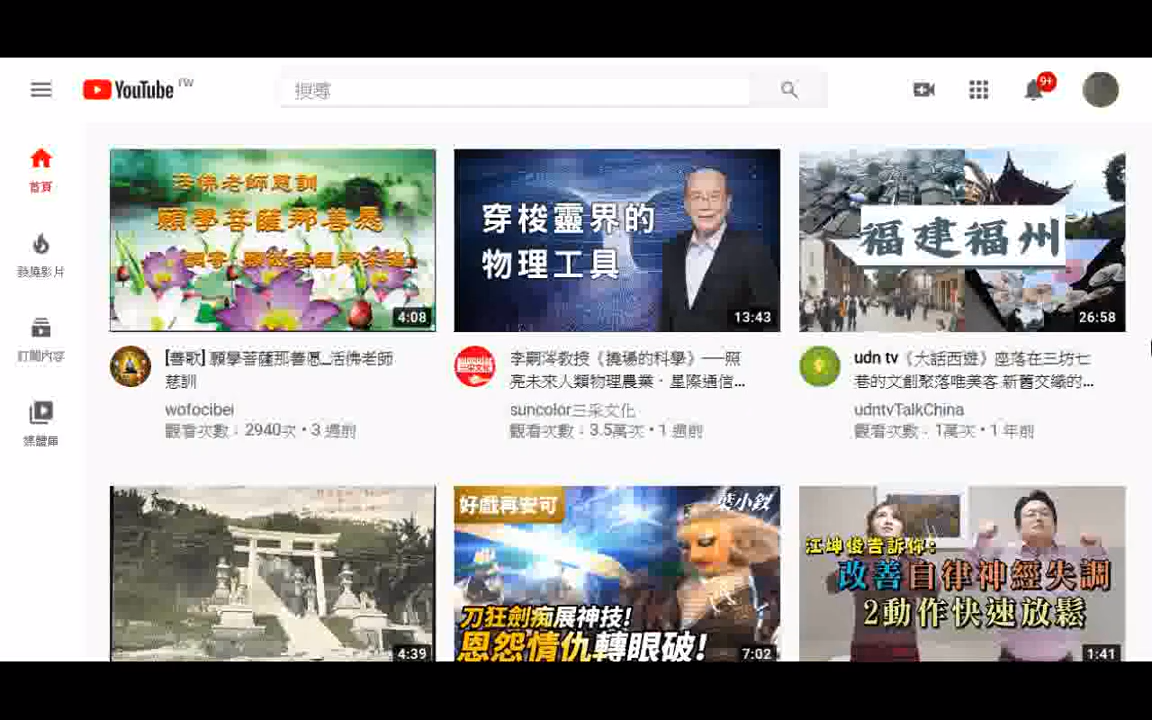 YouTube TW
搜尋
9+
首頁
發燒影片
訂閱內容
媒體庫
活佛老師慈訓
願學菩薩那善愿
4:08
穿梭靈界的
物理工具
13:43
福建福州
26:58
[善歌] 願學菩薩那善愿_活佛老師
慈訓
wofocibei
觀看次數：2940次 • 3 週前
李嗣涔教授《撓場的科學》──照
亮未來人類物理農業．星際通信...
suncolor三采文化
觀看次數：3.5萬次 • 1 週前
udn tv《大話西遊》座落在三坊七
巷的文創聚落唯美客 新舊交織的...
udntvTalkChina
觀看次數：1萬次 • 1 年前
4:39
好戲再安可
葉小釵
刀狂劍痴展神技!
恩怨情仇轉眼破!
7:02
江坤俊告訴你:
改善自律神經失調
2動作快速放鬆
1:41